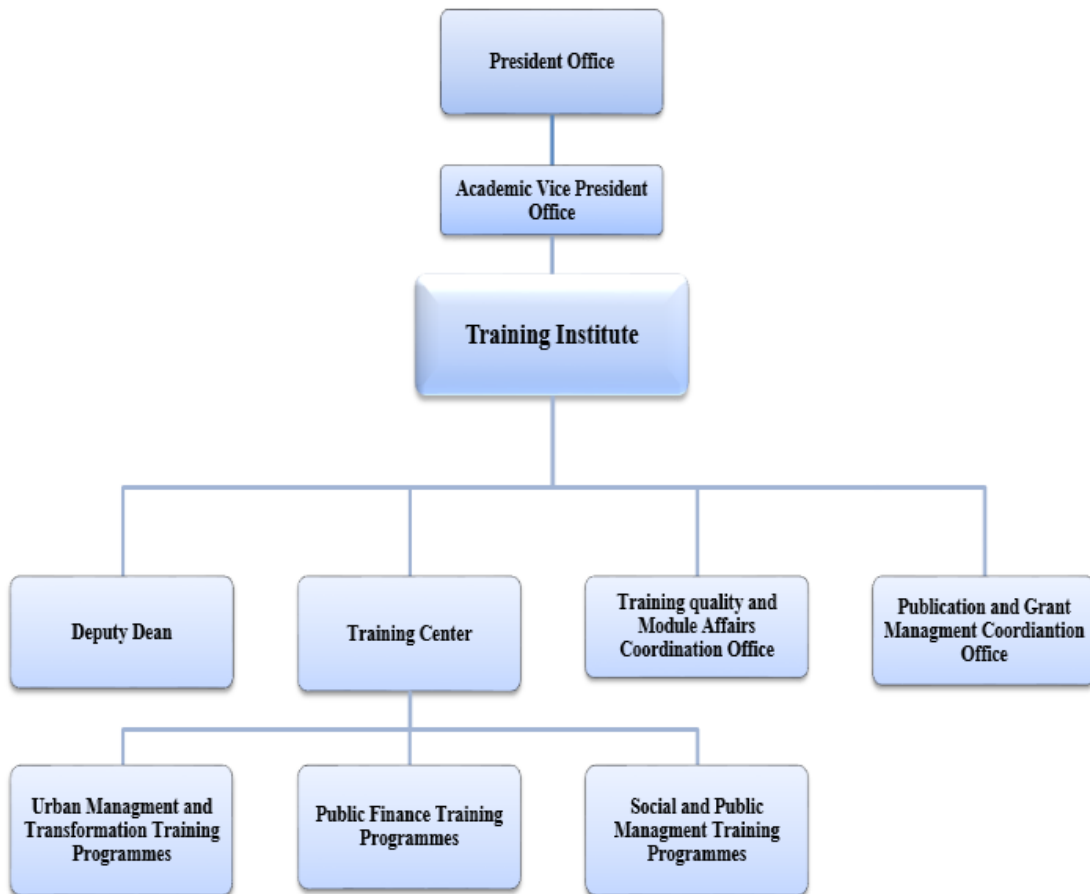 President Office
Academic Vice President
Office
Training Institute
Deputy Dean
Training Center
Training quality and
Module Affairs
Coordination Office
Publication and Grant
Managment Coordiantion
Office
Urban Managment and
Transformation Training
Programmes
Public Finance Training
Programmes
Social and Public
Managment Training
Programmes